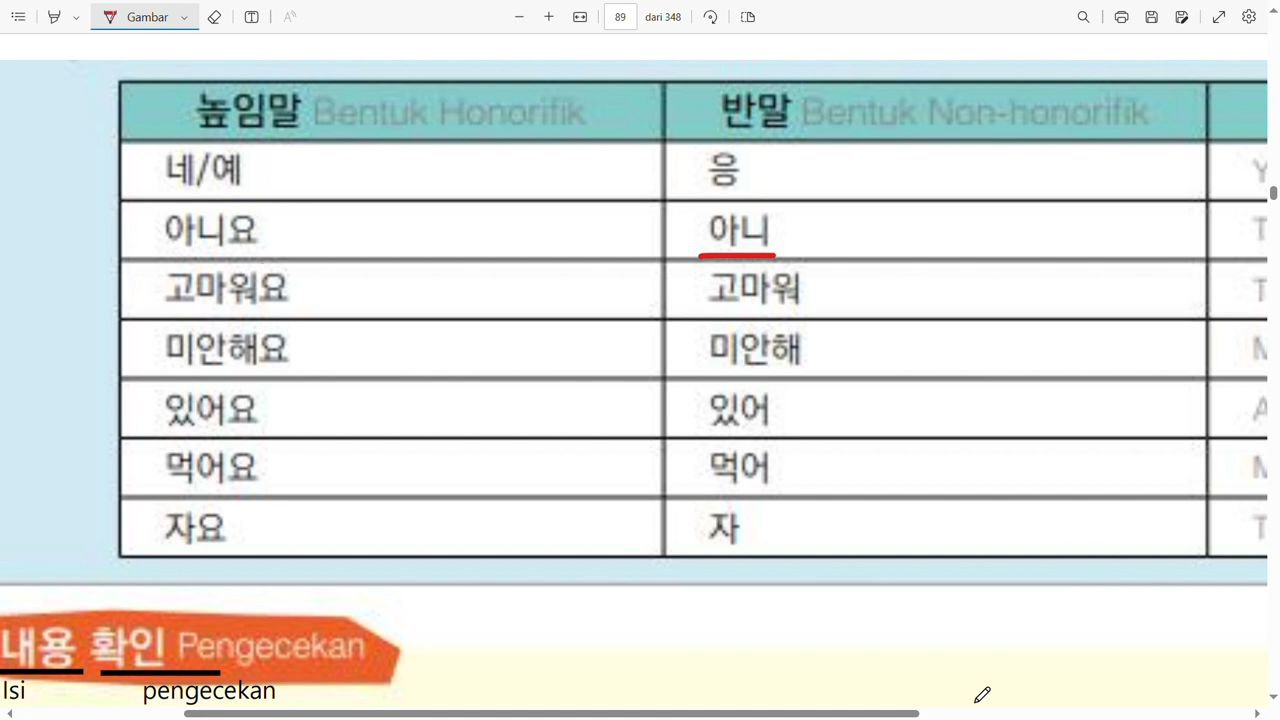 Gambar 89 dari 348
높임말 Bentuk Honorifik 반말 Bentuk Non-honorifik
네/예 응 Y
아니요 아니 T
고마워요 고마워 T
미안해요 미안해 M
있어요 있어 A
먹어요 먹어 M
자요 자 T
내용 확인 Pengecekan
Isi pengecekan